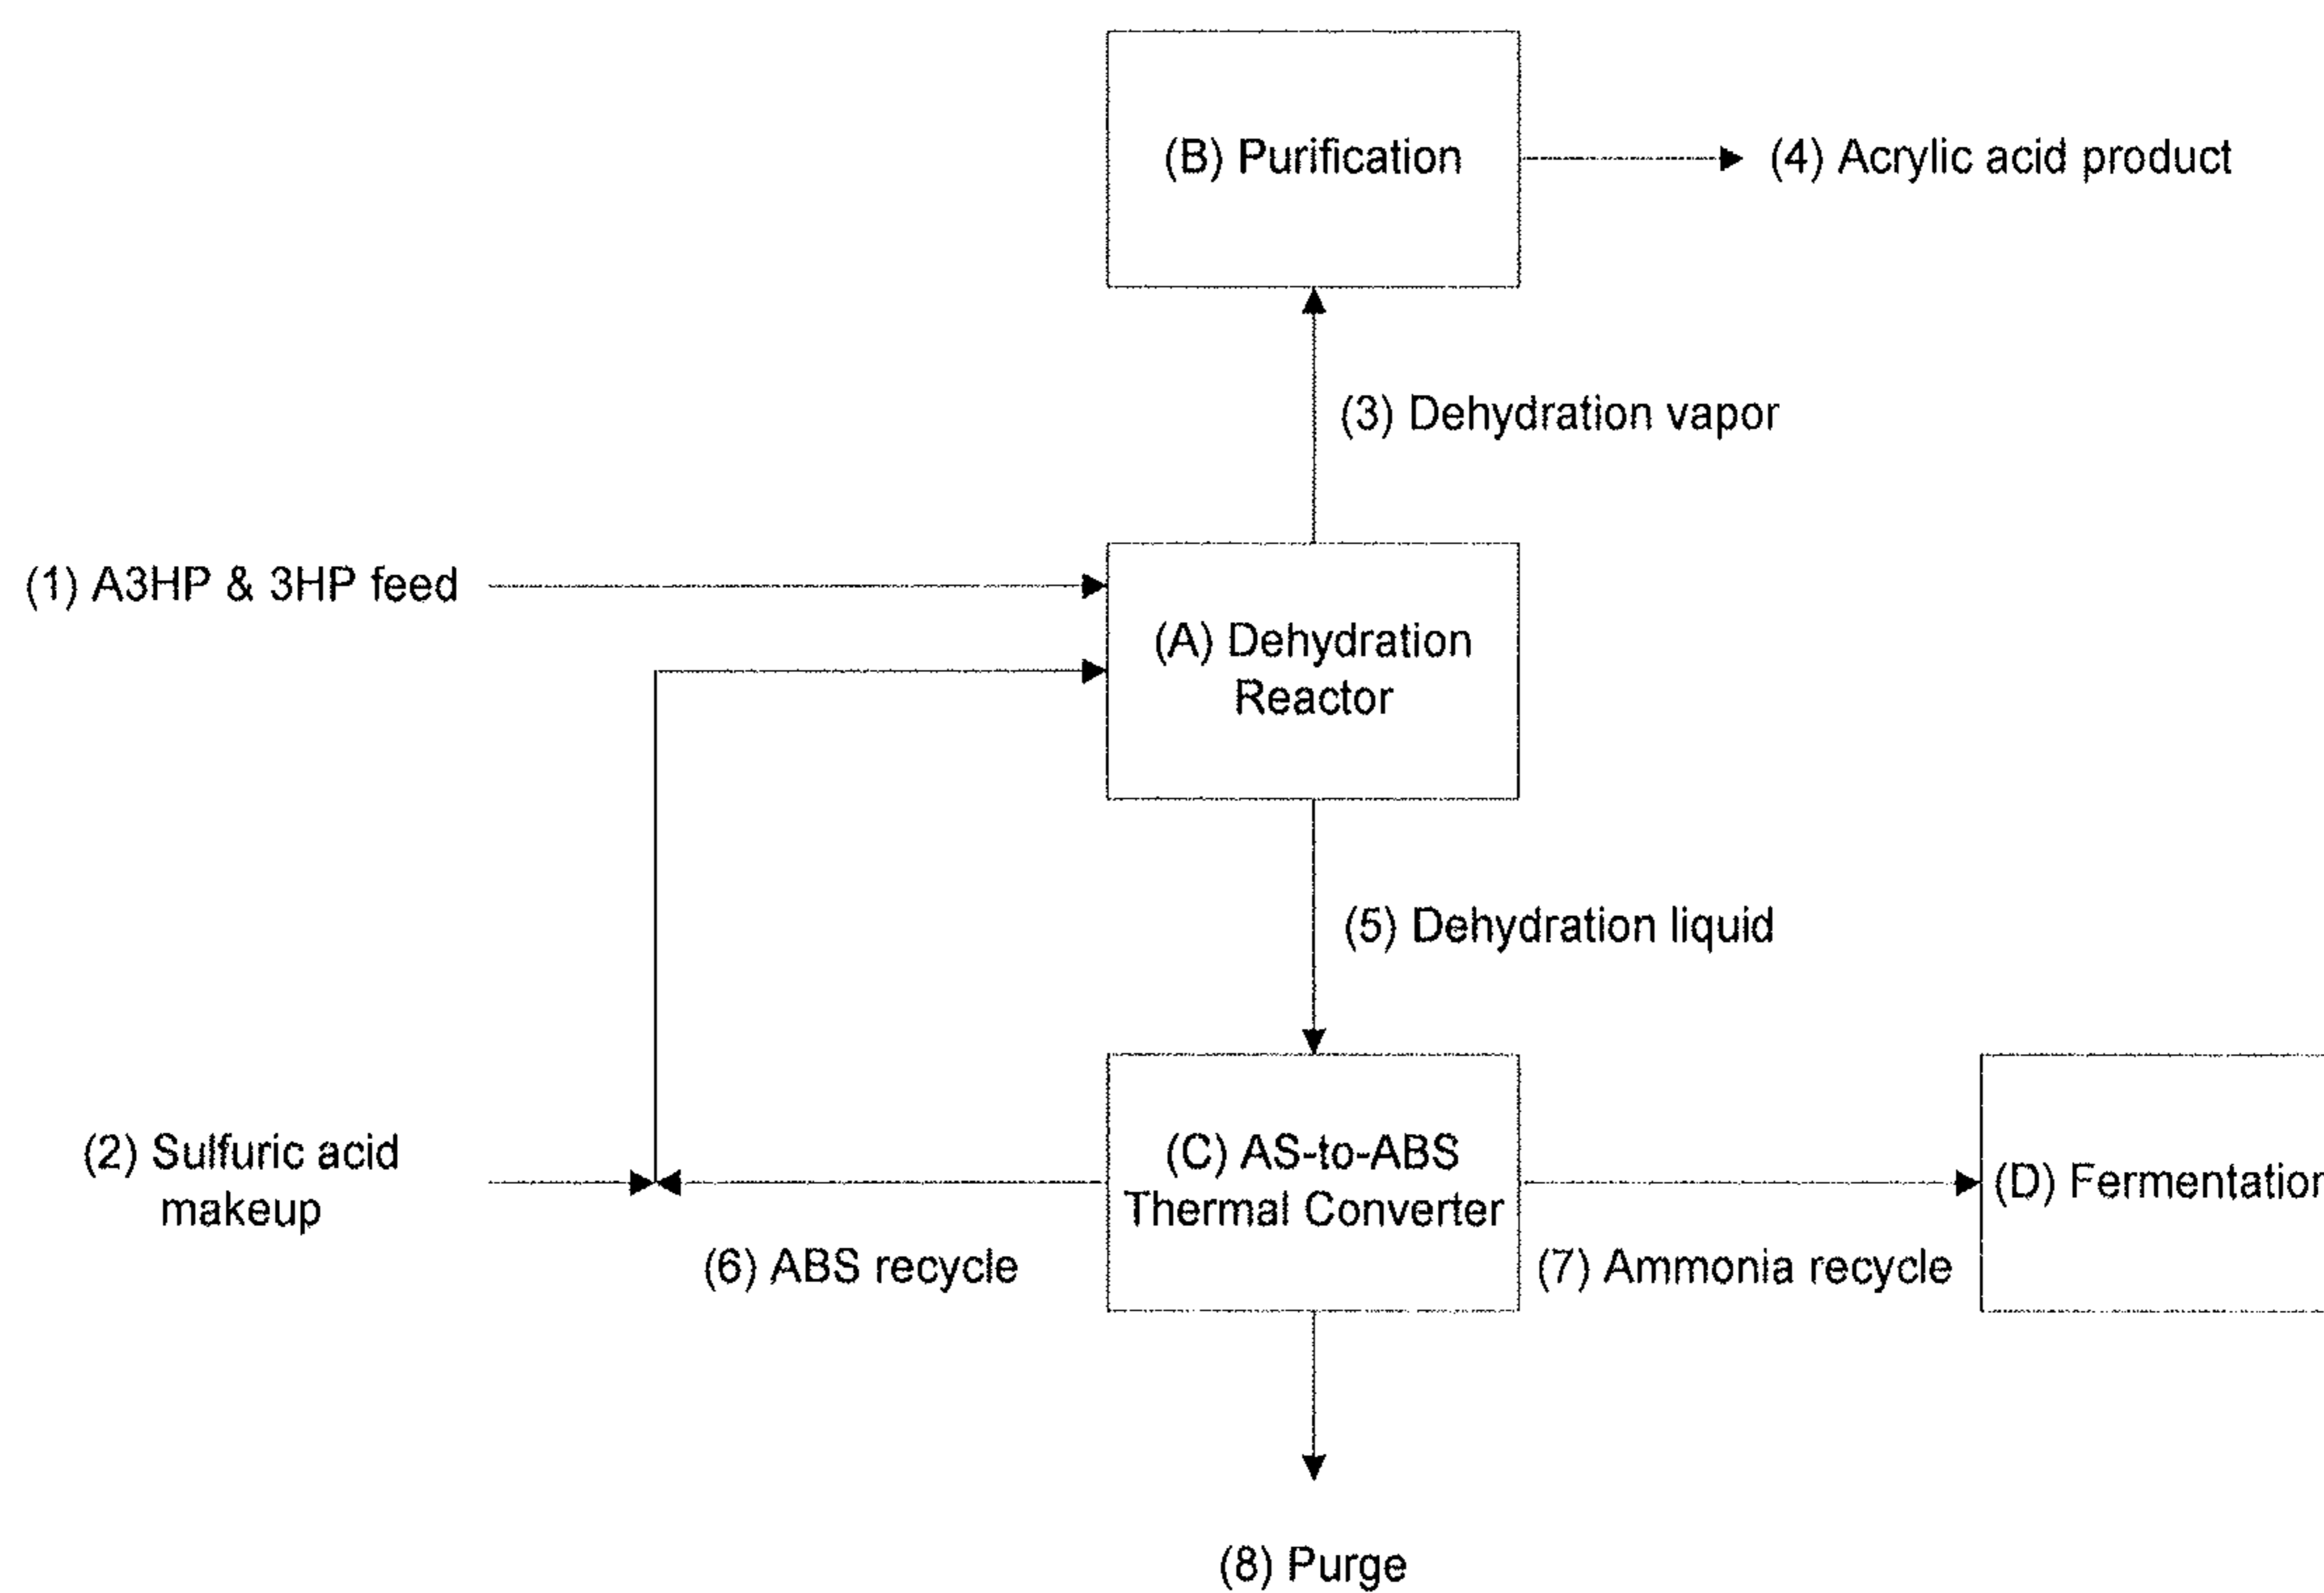 (B) Purification
(4) Acrylic acid product
(3) Dehydration vapor
(1) A3HP & 3HP feed
(A) Dehydration
Reactor
(5) Dehydration liquid
(2) Sulfuric acid
makeup
(C) AS-to-ABS
Thermal Converter
(D) Fermentation
(6) ABS recycle
(7) Ammonia recycle
(8) Purge